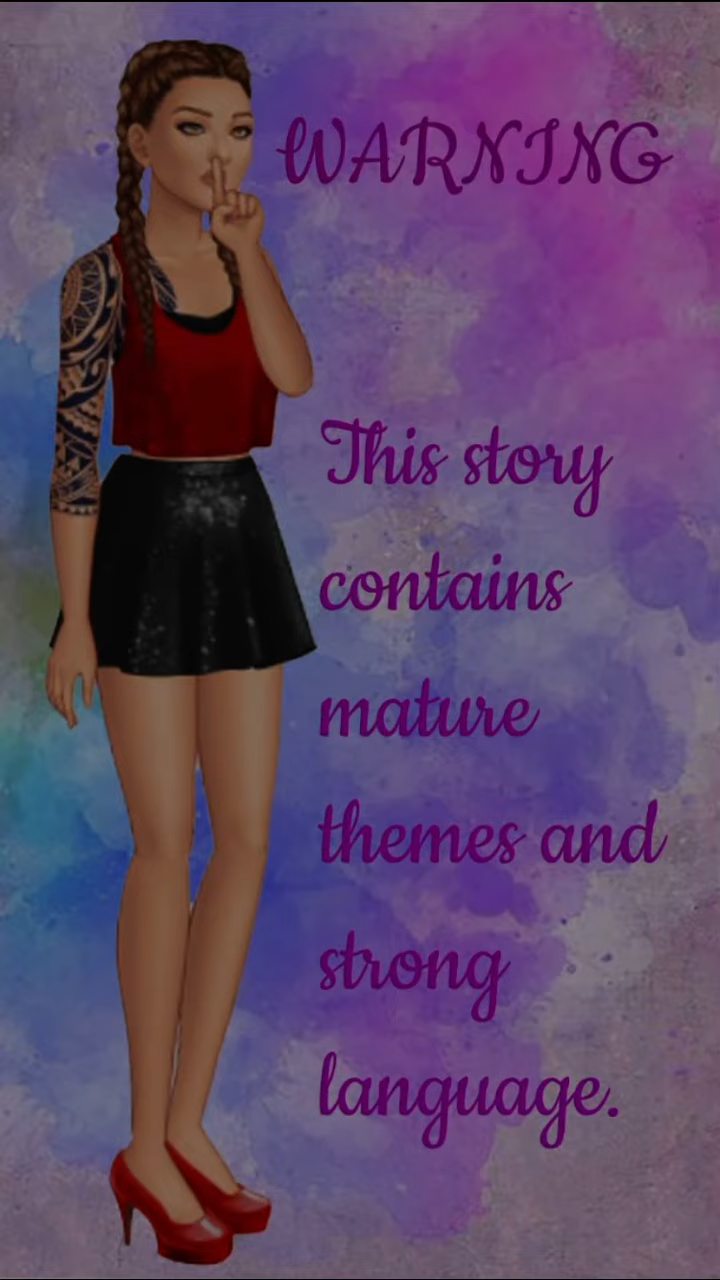 WARNING
This story
contains
mature
themes and
strong
language.